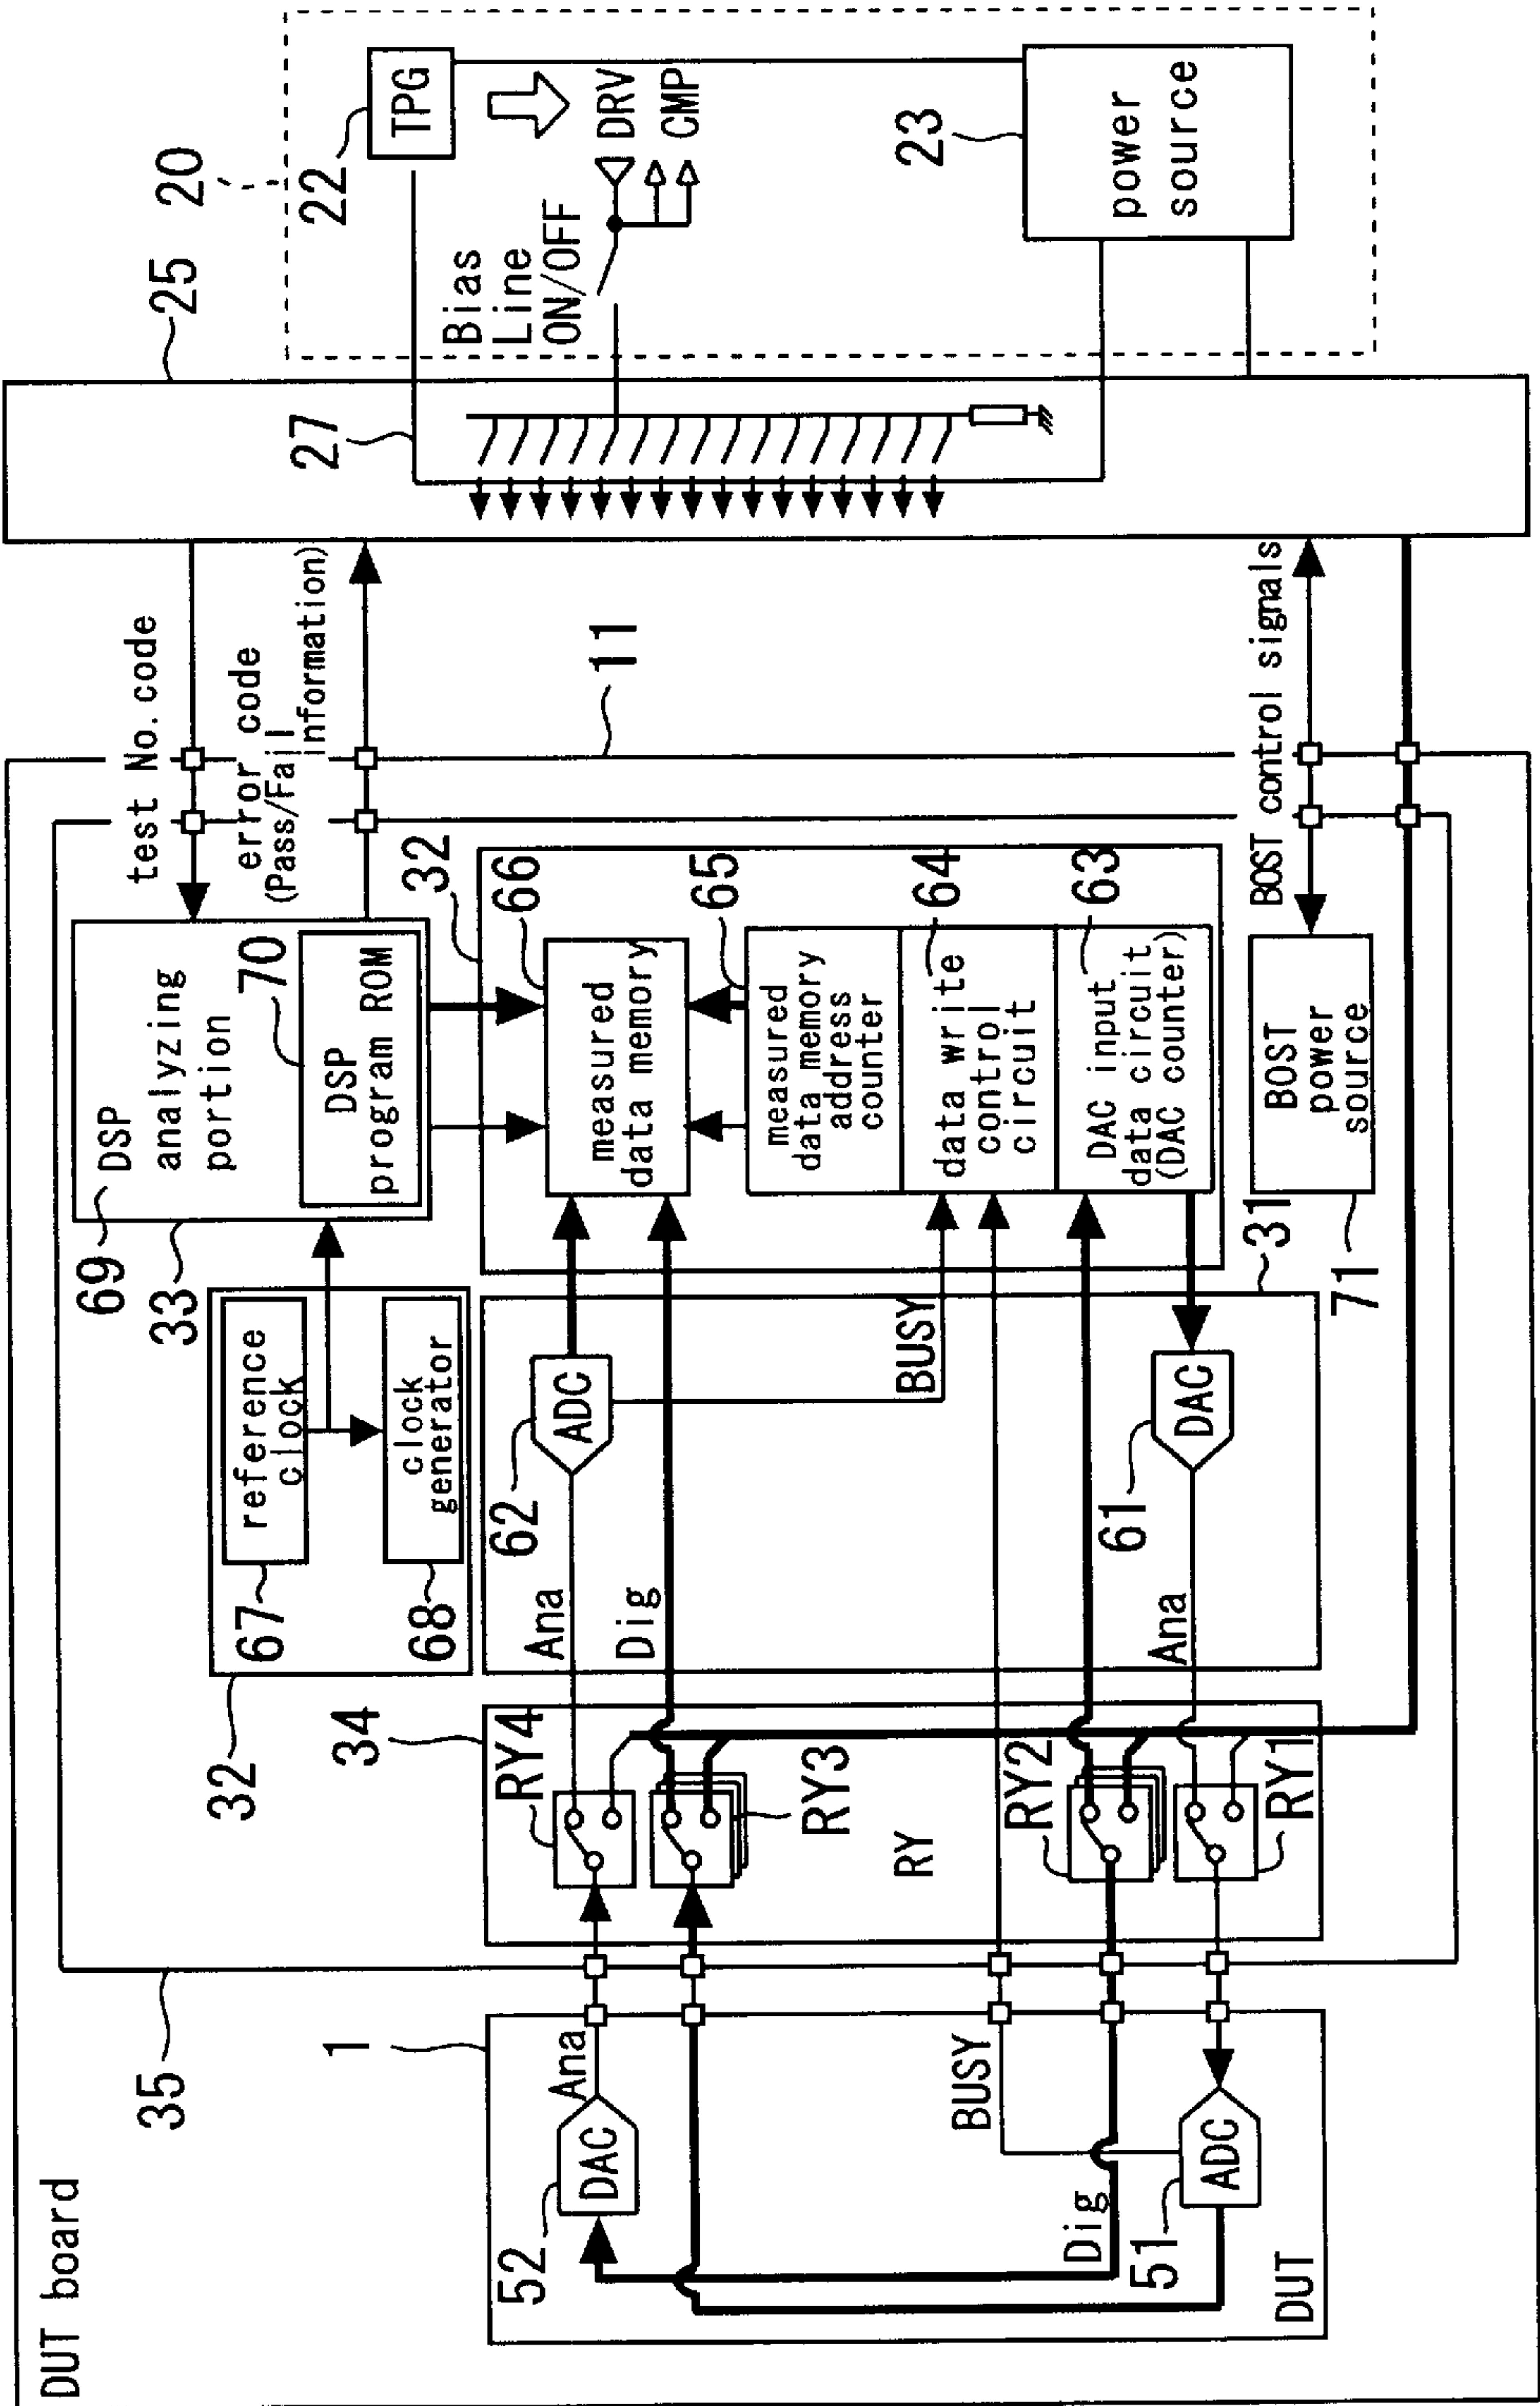 DUT board
35
1
52
DAC
Ana
BUSY
Dig
51
ADC
DUT
34
RY4
RY3
RY
RY2
RY1
32
67
reference
clock
68
clock
generator
62
ADC
Ana
Dig
BUSY
61
DAC
Ana
31
69
DSP
analyzing
portion
33
70
DSP
program ROM
32
66
measured
data memory
65
measured
data memory
address
counter
64
data write
control
circuit
63
DAC input
data circuit
(DAC counter)
71
BOST
power
source
test No.code
error code
(Pass/Fail
information)
11
BOST control signals
25
27
20
22
TPG
Bias
Line
ON/OFF
DRV
CMP
23
power
source